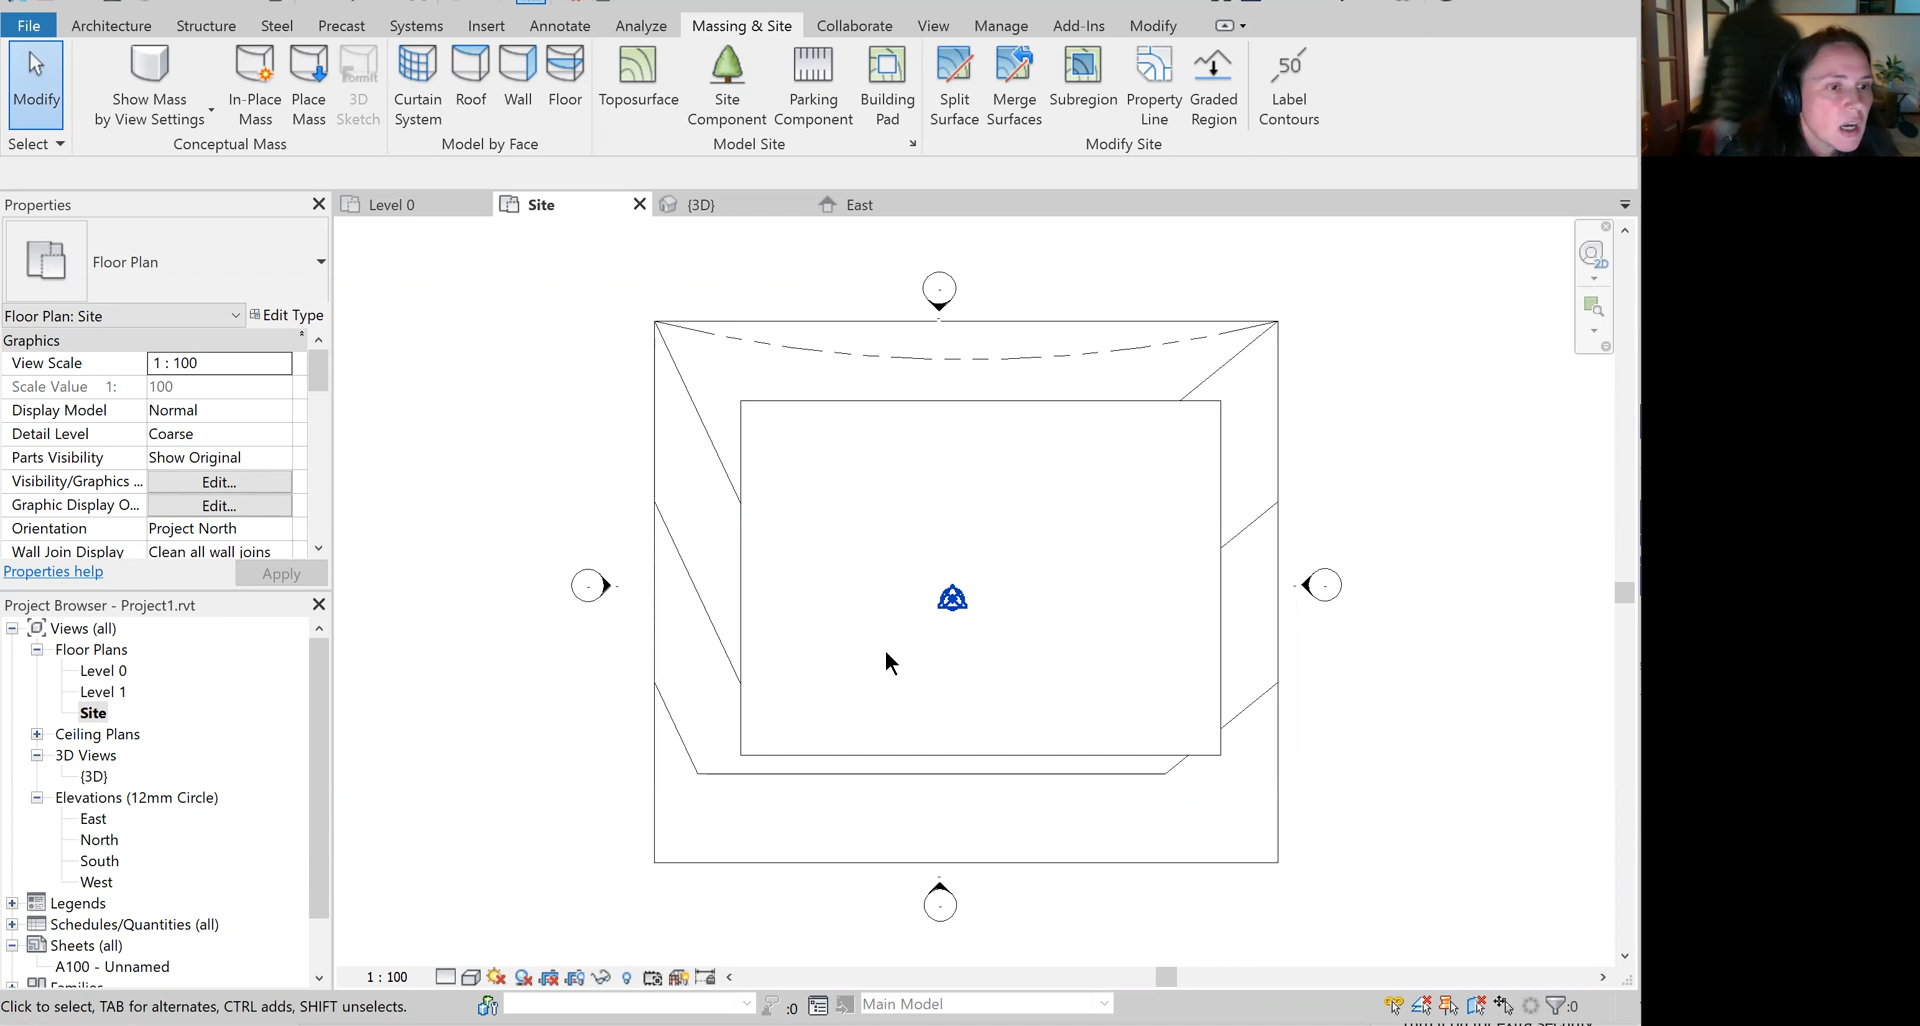 File Architecture Structure Steel Precast Systems Insert Annotate Analyze Massing & Site Collaborate View Manage Add-Ins Modify
Modify
Show Mass
by View Settings
In-Place
Mass
Place
Mass
FormIt
3D
Sketch
Curtain
System
Roof
Wall
Floor
Toposurface
Site
Component
Parking
Component
Building
Pad
Split
Surface
Merge
Surfaces
Subregion
Property
Line
Graded
Region
50
Label
Contours
Select
Conceptual Mass
Model by Face
Model Site
Modify Site
Properties
Level 0
Site
{3D}
East
Floor Plan
Floor Plan: Site
Edit Type
Graphics
View Scale 1 : 100
Scale Value 1: 100
Display Model Normal
Detail Level Coarse
Parts Visibility Show Original
Visibility/Graphics ... Edit...
Graphic Display O... Edit...
Orientation Project North
Wall Join Display Clean all wall joins
Properties help
Apply
2D
Project Browser - Project1.rvt
Views (all)
Floor Plans
Level 0
Level 1
Site
Ceiling Plans
3D Views
{3D}
Elevations (12mm Circle)
East
North
South
West
Legends
Schedules/Quantities (all)
Sheets (all)
A100 - Unnamed
Families
1 : 100
Click to select, TAB for alternates, CTRL adds, SHIFT unselects.
:0
Main Model
:0